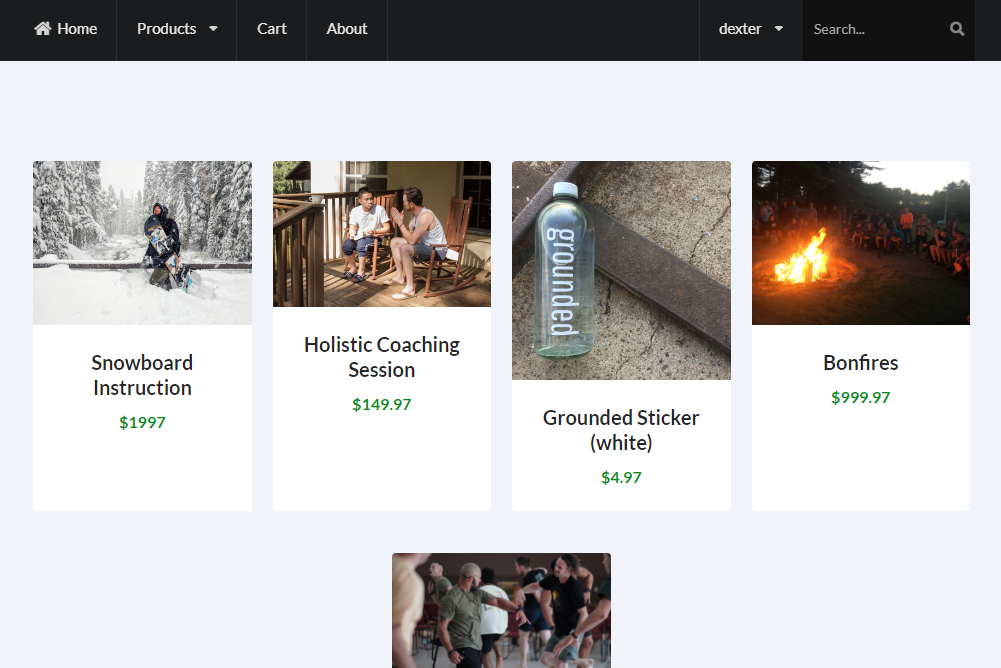 Home Products Cart About dexter Search...
grounded
Snowboard
Instruction
$1997
Holistic Coaching
Session
$149.97
Grounded Sticker
(white)
$4.97
Bonfires
$999.97